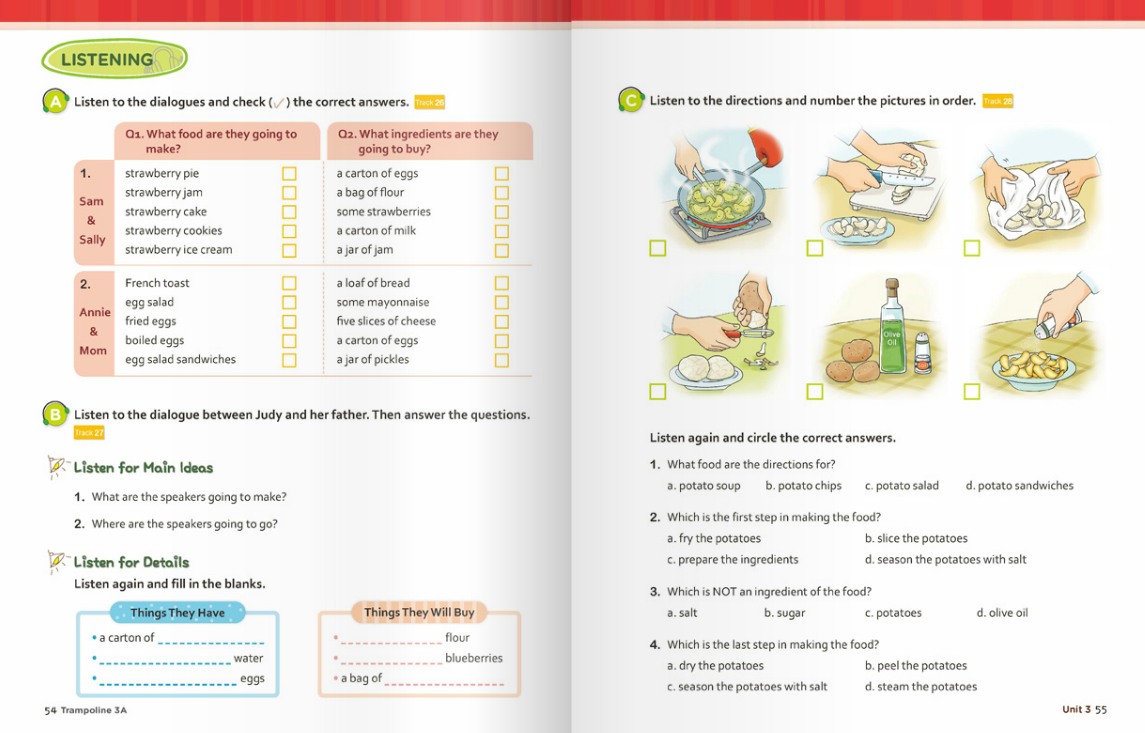 LISTENING
A Listen to the dialogues and check (✓) the correct answers. Track 26
Q1. What food are they going to
make?
Q2. What ingredients are they
going to buy?
1.
Sam
&
Sally
strawberry pie
strawberry jam
strawberry cake
strawberry cookies
strawberry ice cream
a carton of eggs
a bag of flour
some strawberries
a carton of milk
a jar of jam
2.
Annie
&
Mom
French toast
egg salad
fried eggs
boiled eggs
egg salad sandwiches
a loaf of bread
some mayonnaise
five slices of cheese
a carton of eggs
a jar of pickles
B Listen to the dialogue between Judy and her father. Then answer the questions.
Track 27
Listen for Main Ideas
1. What are the speakers going to make?
2. Where are the speakers going to go?
Listen for Details
Listen again and fill in the blanks.
Things They Have
• a carton of
• water
• eggs
Things They Will Buy
• flour
• blueberries
• a bag of
54 Trampoline 3A
C Listen to the directions and number the pictures in order. Track 28
Olive
Oil
Listen again and circle the correct answers.
1. What food are the directions for?
a. potato soup b. potato chips c. potato salad d. potato sandwiches
2. Which is the first step in making the food?
a. fry the potatoes b. slice the potatoes
c. prepare the ingredients d. season the potatoes with salt
3. Which is NOT an ingredient of the food?
a. salt b. sugar c. potatoes d. olive oil
4. Which is the last step in making the food?
a. dry the potatoes b. peel the potatoes
c. season the potatoes with salt d. steam the potatoes
Unit 3 55